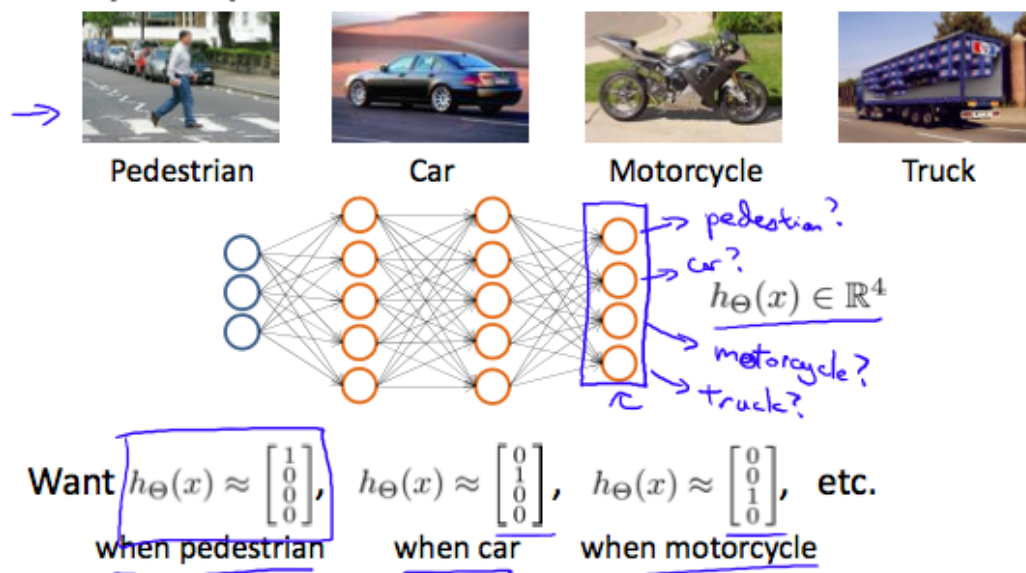 Pedestrian Car Motorcycle Truck
pedestian?
car?
hΘ(x) ∈ ℝ⁴
motorcycle?
truck?
Want hΘ(x) ≈ [1 0 0 0], hΘ(x) ≈ [0 1 0 0], hΘ(x) ≈ [0 0 1 0], etc.
when pedestrian when car when motorcycle